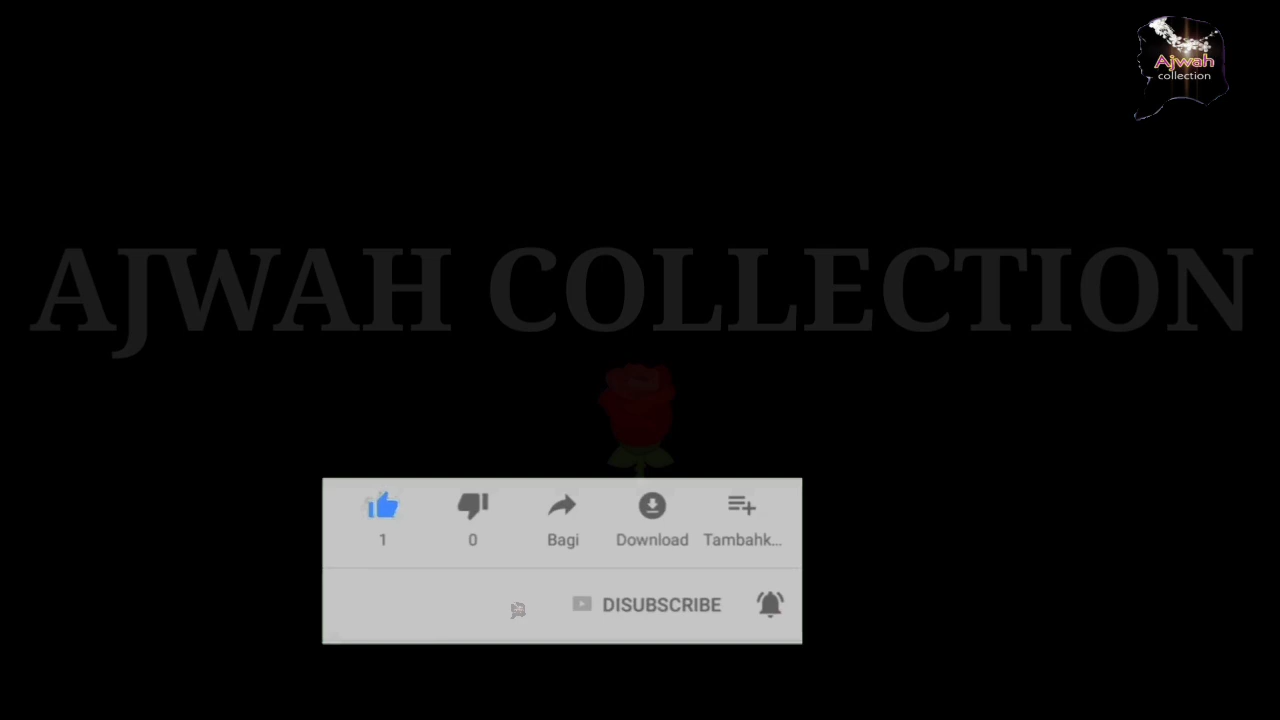 Ajwah
collection
AJWAH COLLECTION
1 0 Bagi Download Tambahk...
DISUBSCRIBE